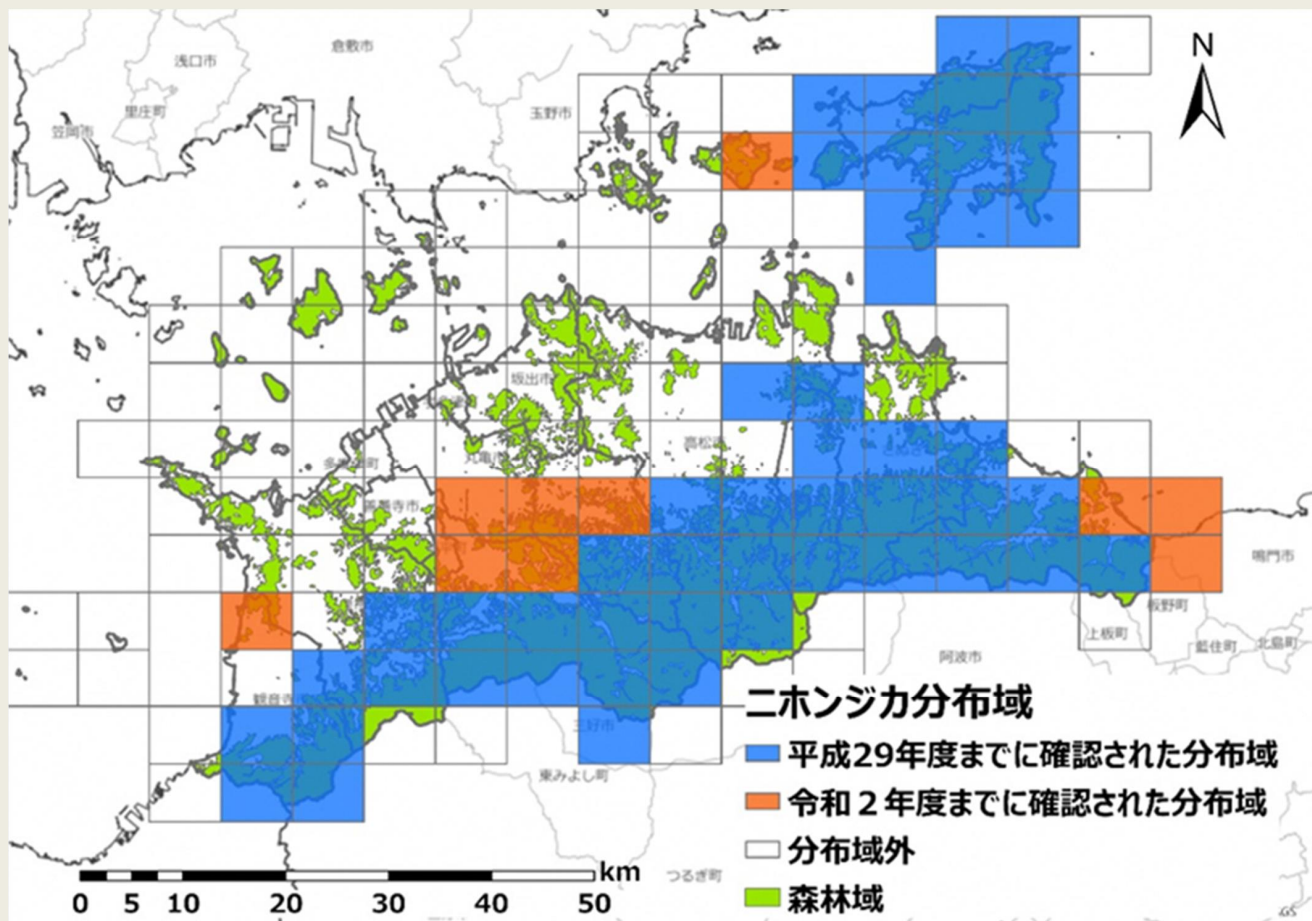 倉敷市
浅口市
里庄町
笠岡市
玉野市
N
坂出市
高松市
丸亀市
多度津町
善通寺市
さぬき
鳴門市
板野町
上板町
藍住町
北島町
阿波市
観音寺
三好市
東みよし町
つるぎ町
ニホンジカ分布域
平成29年度までに確認された分布域
令和２年度までに確認された分布域
分布域外
森林域
km
0 5 10 20 30 40 50